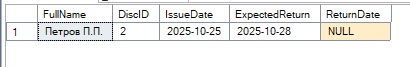 FullName DiscID IssueDate ExpectedReturn ReturnDate
1 Петров П.П. 2 2025-10-25 2025-10-28 NULL